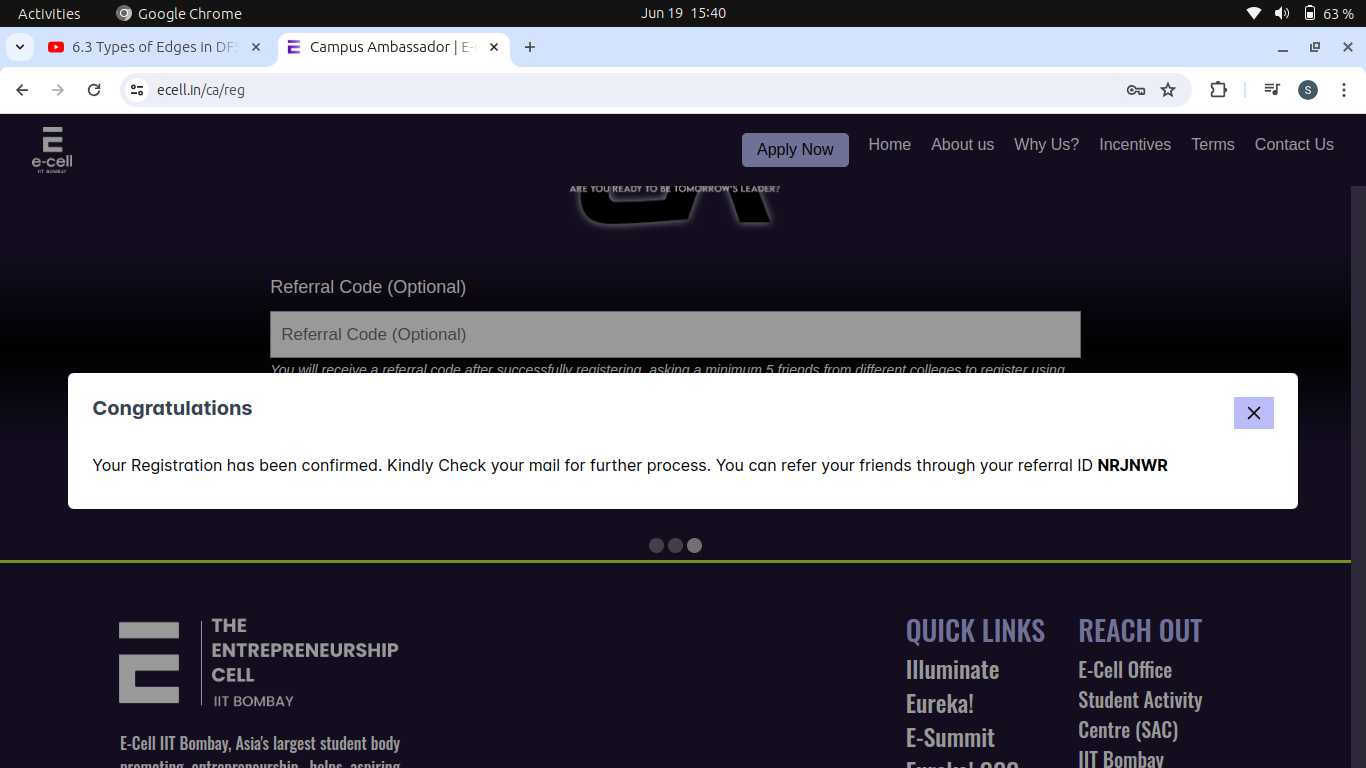 Activities
Google Chrome
Jun 19 15:40
63 %
6.3 Types of Edges in DFS
Campus Ambassador | E-
ecell.in/ca/reg
S
e-cell
IIT BOMBAY
Apply Now
Home
About us
Why Us?
Incentives
Terms
Contact Us
ARE YOU READY TO BE TOMORROW'S LEADER?
Referral Code (Optional)
Referral Code (Optional)
You will receive a referral code after successfully registering, asking a minimum 5 friends from different colleges to register using
Congratulations
Your Registration has been confirmed. Kindly Check your mail for further process. You can refer your friends through your referral ID NRJNWR
THE
ENTREPRENEURSHIP
CELL
IIT BOMBAY
E-Cell IIT Bombay, Asia's largest student body
promoting entrepreneurship, helps aspiring
QUICK LINKS
Illuminate
Eureka!
E-Summit
REACH OUT
E-Cell Office
Student Activity
Centre (SAC)
IIT Bombay